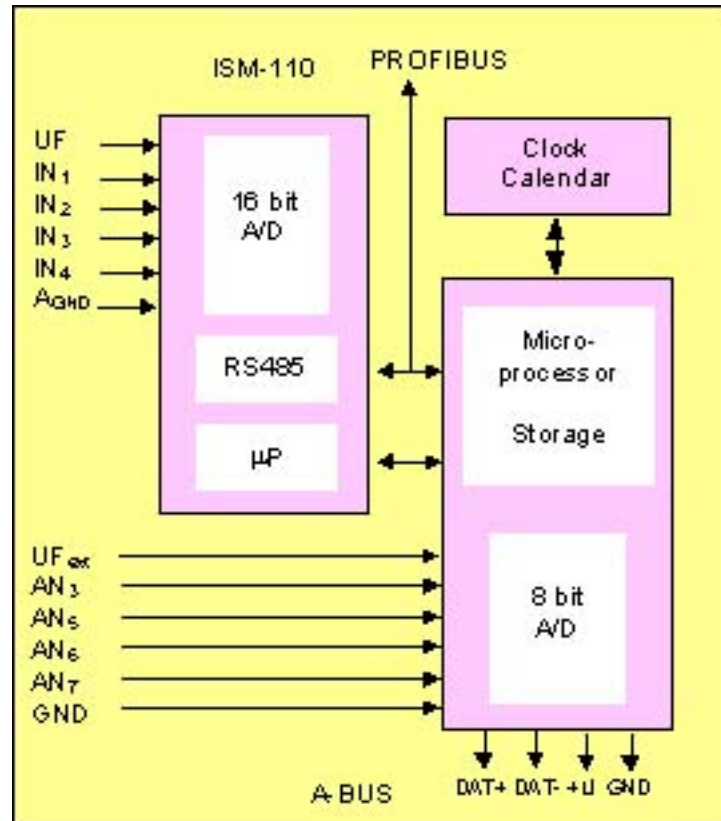 ISM-110
PROFIBUS
UF
IN1
IN2
IN3
IN4
AGND
16 bit
A/D
RS485
µP
Clock
Calendar
Micro-
processor
Storage
8 bit
A/D
UFext
AN3
AN5
AN6
AN7
GND
A-BUS
DAT+ DAT- +U GND